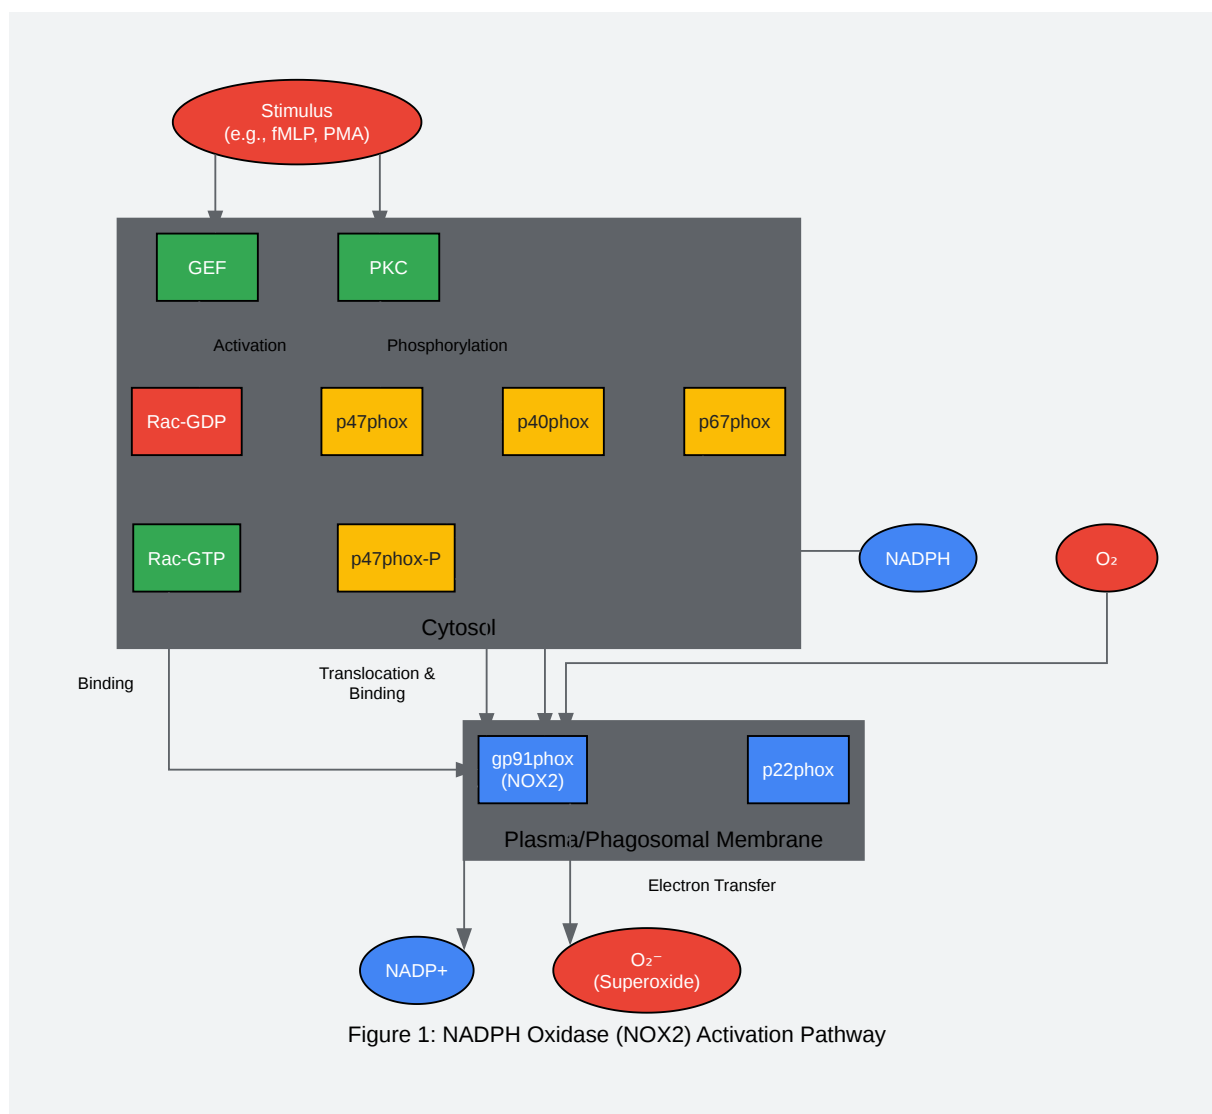 Stimulus
(e.g., fMLP, PMA)
GEF
PKC
Activation
Phosphorylation
Rac-GDP
p47phox
p40phox
p67phox
Rac-GTP
p47phox-P
NADPH
O₂
Cytosol
Binding
Translocation &
Binding
gp91phox
(NOX2)
p22phox
Plasma/Phagosomal Membrane
Electron Transfer
NADP+
O₂⁻
(Superoxide)
Figure 1: NADPH Oxidase (NOX2) Activation Pathway